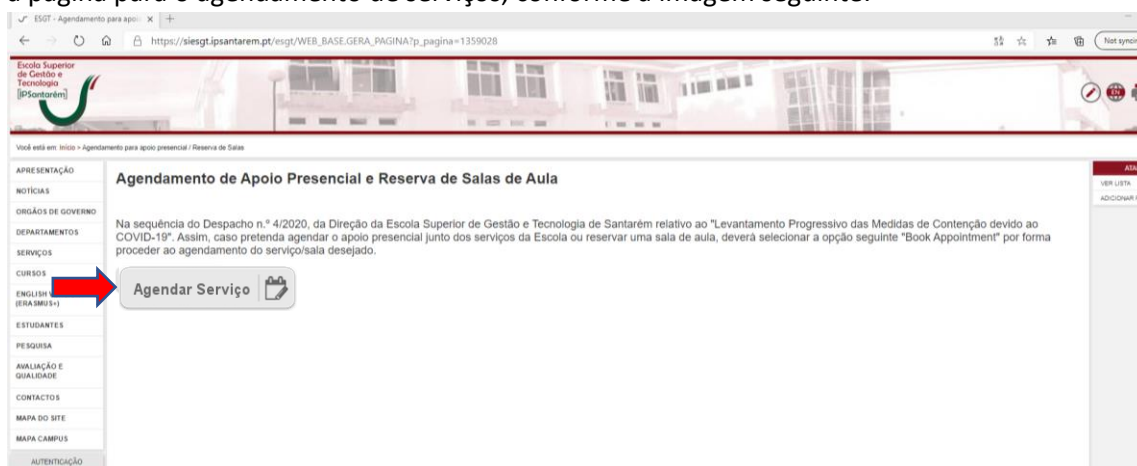 a página para o agendamento de serviços, conforme a imagem seguinte:
ESGT - Agendamento para apoi
https://siesgt.ipsantarem.pt/esgt/WEB_BASE.GERA_PAGINA?p_pagina=1359028
Not syncin
Escola Superior
de Gestão e
Tecnologia
[IPSantarém]
EN
Você está em: Início > Agendamento para apoio presencial / Reserva de Salas
APRESENTAÇÃO
NOTÍCIAS
ORGÃOS DE GOVERNO
DEPARTAMENTOS
SERVIÇOS
CURSOS
ENGLISH V
(ERASMUS+)
ESTUDANTES
PESQUISA
AVALIAÇÃO E
QUALIDADE
CONTACTOS
MAPA DO SITE
MAPA CAMPUS
AUTENTICAÇÃO
Agendamento de Apoio Presencial e Reserva de Salas de Aula
Na sequência do Despacho n.º 4/2020, da Direção da Escola Superior de Gestão e Tecnologia de Santarém relativo ao "Levantamento Progressivo das Medidas de Contenção devido ao
COVID-19". Assim, caso pretenda agendar o apoio presencial junto dos serviços da Escola ou reservar uma sala de aula, deverá selecionar a opção seguinte "Book Appointment" por forma
proceder ao agendamento do serviço/sala desejado.
Agendar Serviço
VER LISTA
ADICIONAR